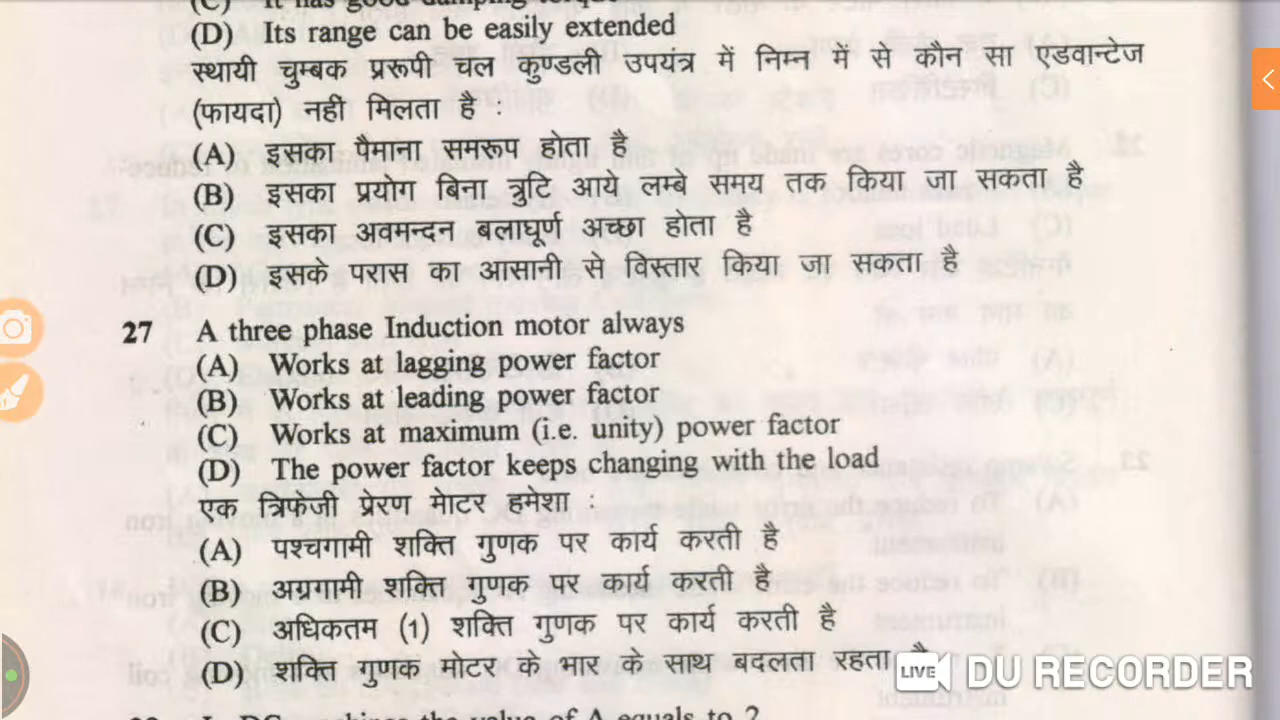 (D) Its range can be easily extended
स्थायी चुम्बक प्ररूपी चल कुण्डली उपयंत्र में निम्न में से कौन सा एंडवान्टेज
(फायदा) नहीं मिलता है :
(A) इसका पैमाना समरूप होता है
(B) इसका प्रयोग बिना त्रुटि आये लम्बे समय तक किया जा सकता है
(C) इसका अवमन्दन बलाघूर्ण अच्छा होता है
(D) इसके परास का आसानी से विस्तार किया जा सकता है
27 A three phase Induction motor always
(A) Works at lagging power factor
(B) Works at leading power factor
(C) Works at maximum (i.e. unity) power factor
(D) The power factor keeps changing with the load
एक त्रिफेजी प्रेरण मेाटर हमेशा :
(A) पश्चगामी शक्ति गुणक पर कार्य करती है
(B) अग्रगामी शक्ति गुणक पर कार्य करती है
(C) अधिकतम (1) शक्ति गुणक पर कार्य करती है
(D) शक्ति गुणक मोटर के भार के साथ बदलता रहता
LIVE DU RECORDER